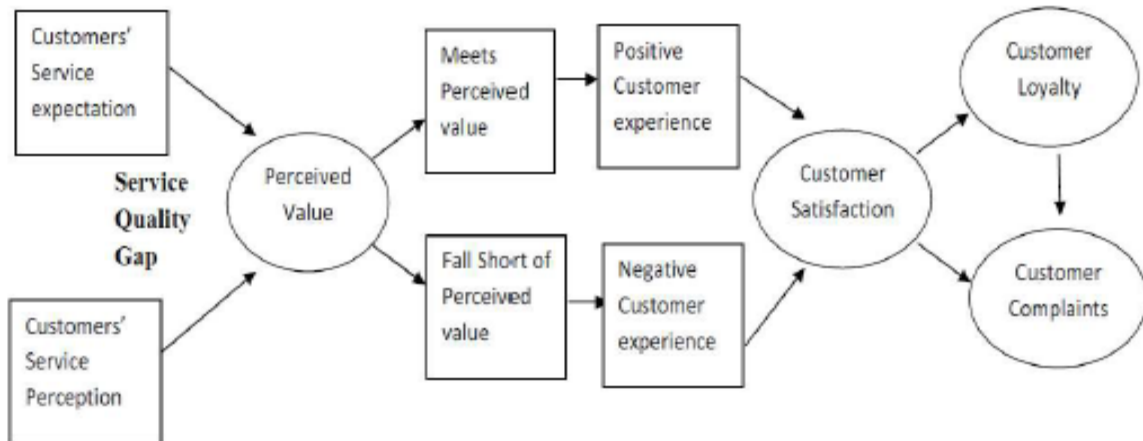 Customers'
Service
expectation
Service
Quality
Gap
Customers'
Service
Perception
Perceived
Value
Meets
Perceived
value
Fall Short of
Perceived
value
Positive
Customer
experience
Negative
Customer
experience
Customer
Satisfaction
Customer
Loyalty
Customer
Complaints